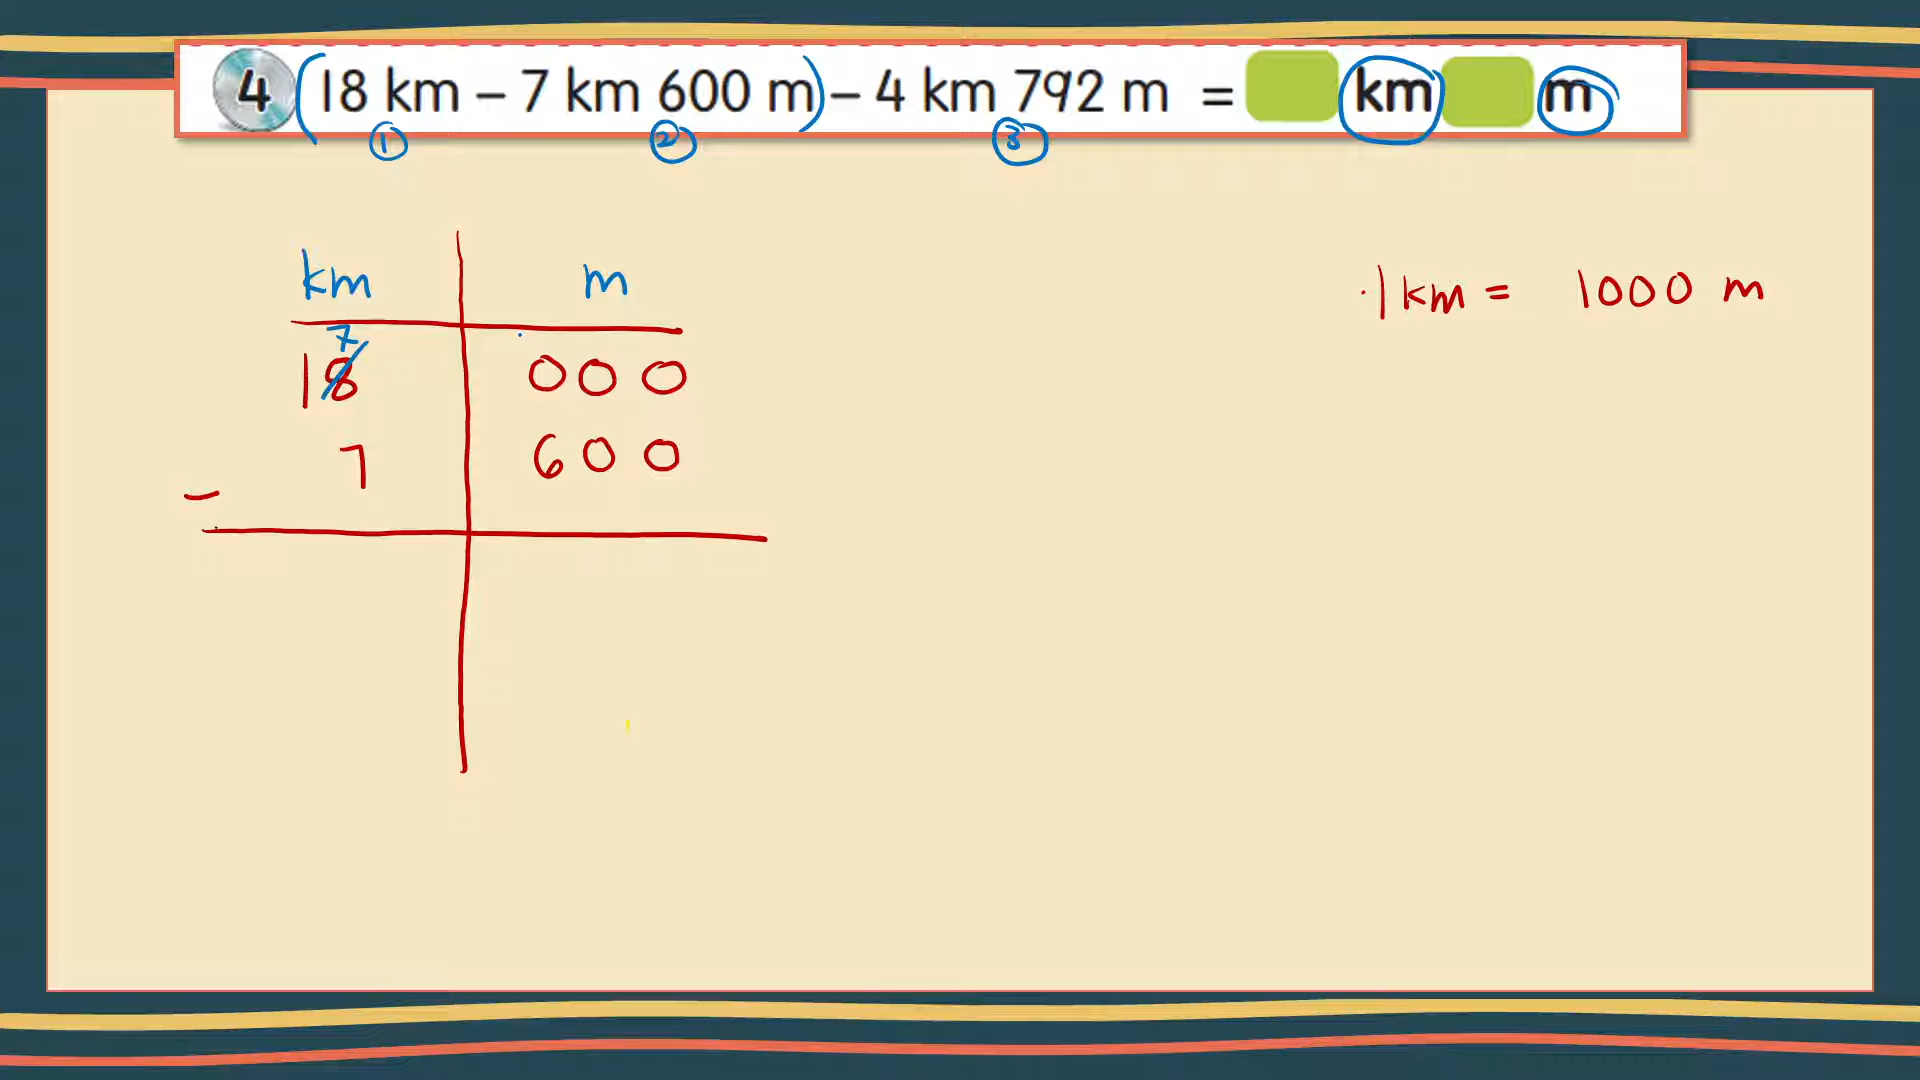 4 (18 km – 7 km 600 m) – 4 km 792 m = km m
① ② ③
km m
1 km = 1000 m
7
18 000
7 600
–